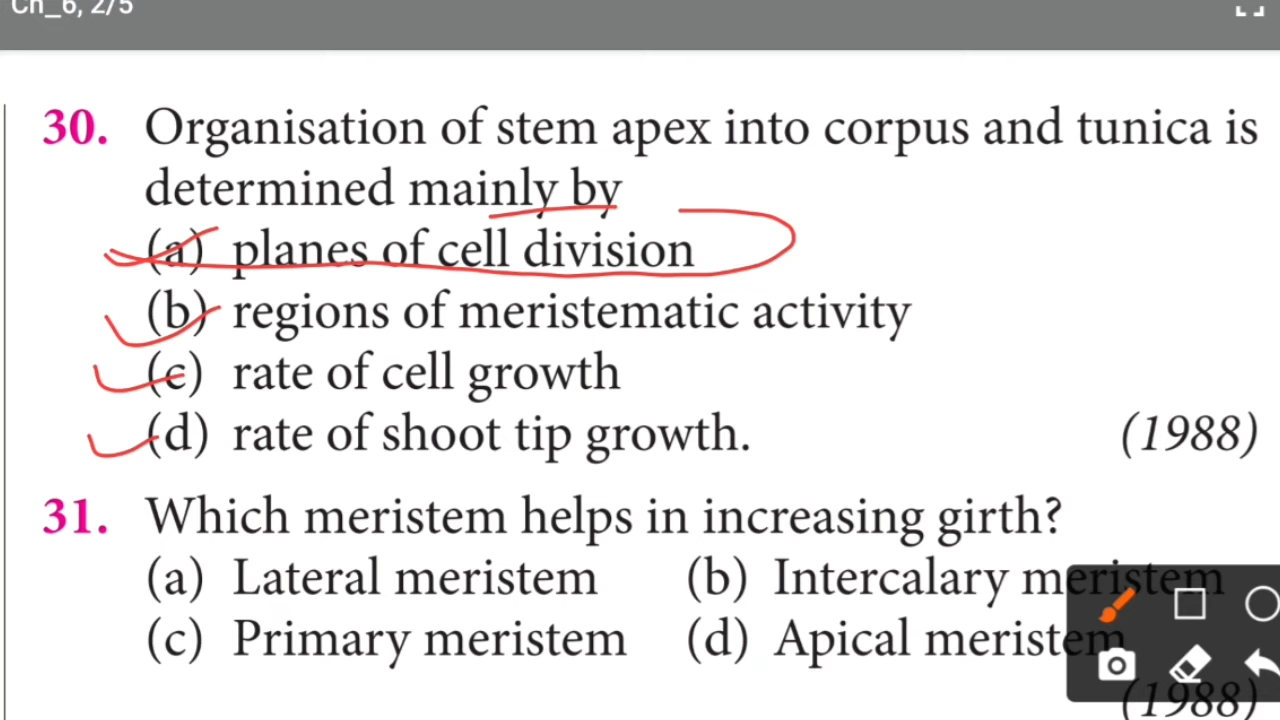 Ch_6, 2/5
30. Organisation of stem apex into corpus and tunica is
determined mainly by
(a) planes of cell division
(b) regions of meristematic activity
(c) rate of cell growth
(d) rate of shoot tip growth. (1988)
31. Which meristem helps in increasing girth?
(a) Lateral meristem (b) Intercalary meristem
(c) Primary meristem (d) Apical meristem
(1988)